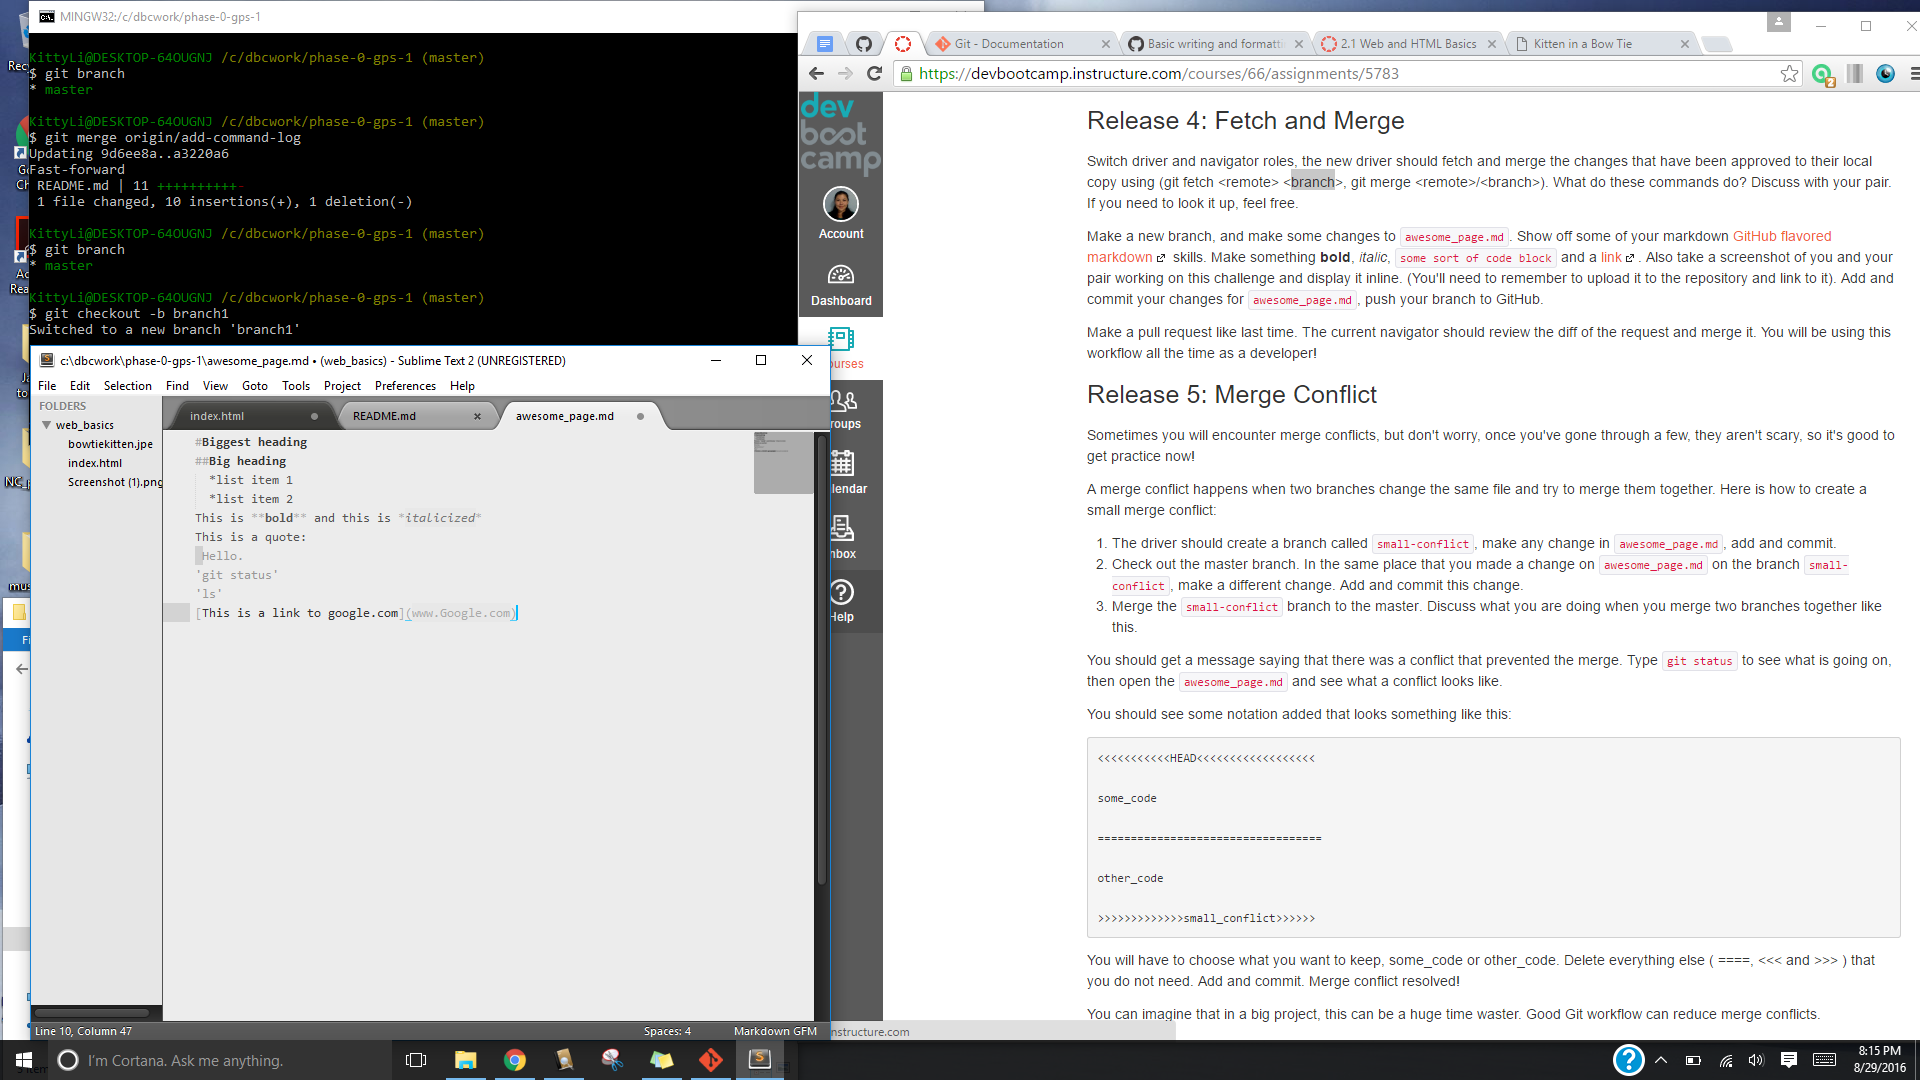 MINGW32:/c/dbcwork/phase-0-gps-1
KittyLi@DESKTOP-64OUGNJ /c/dbcwork/phase-0-gps-1 (master)
$ git branch
* master
KittyLi@DESKTOP-64OUGNJ /c/dbcwork/phase-0-gps-1 (master)
$ git merge origin/add-command-log
Updating 9d6ee8a..a3220a6
Fast-forward
README.md | 11 ++++++++++-
1 file changed, 10 insertions(+), 1 deletion(-)
KittyLi@DESKTOP-64OUGNJ /c/dbcwork/phase-0-gps-1 (master)
$ git branch
* master
KittyLi@DESKTOP-64OUGNJ /c/dbcwork/phase-0-gps-1 (master)
$ git checkout -b branch1
Switched to a new branch 'branch1'
c:\dbcwork\phase-0-gps-1\awesome_page.md • (web_basics) - Sublime Text 2 (UNREGISTERED)
File Edit Selection Find View Goto Tools Project Preferences Help
FOLDERS
web_basics
bowtiekitten.jpe
index.html
Screenshot (1).png
index.html README.md awesome_page.md
#Biggest heading
##Big heading
*list item 1
*list item 2
This is **bold** and this is *italicized*
This is a quote:
Hello.
'git status'
'ls'
[This is a link to google.com](www.Google.com)
Line 10, Column 47 Spaces: 4 Markdown GFM
Git - Documentation Basic writing and formatti 2.1 Web and HTML Basics Kitten in a Bow Tie
https://devbootcamp.instructure.com/courses/66/assignments/5783
dev
boot
camp
Account
Dashboard
ourses
roups
lendar
nbox
Help
Release 4: Fetch and Merge
Switch driver and navigator roles, the new driver should fetch and merge the changes that have been approved to their local
copy using (git fetch <remote> <branch>, git merge <remote>/<branch>). What do these commands do? Discuss with your pair.
If you need to look it up, feel free.
Make a new branch, and make some changes to awesome_page.md. Show off some of your markdown GitHub flavored
markdown skills. Make something bold, italic, some sort of code block and a link. Also take a screenshot of you and your
pair working on this challenge and display it inline. (You'll need to remember to upload it to the repository and link to it). Add and
commit your changes for awesome_page.md, push your branch to GitHub.
Make a pull request like last time. The current navigator should review the diff of the request and merge it. You will be using this
workflow all the time as a developer!
Release 5: Merge Conflict
Sometimes you will encounter merge conflicts, but don't worry, once you've gone through a few, they aren't scary, so it's good to
get practice now!
A merge conflict happens when two branches change the same file and try to merge them together. Here is how to create a
small merge conflict:
1. The driver should create a branch called small-conflict, make any change in awesome_page.md, add and commit.
2. Check out the master branch. In the same place that you made a change on awesome_page.md on the branch small-
conflict, make a different change. Add and commit this change.
3. Merge the small-conflict branch to the master. Discuss what you are doing when you merge two branches together like
this.
You should get a message saying that there was a conflict that prevented the merge. Type git status to see what is going on,
then open the awesome_page.md and see what a conflict looks like.
You should see some notation added that looks something like this:
<<<<<<<<<<<HEAD<<<<<<<<<<<<<<<<<<
some_code
==================================
other_code
>>>>>>>>>>>>>small_conflict>>>>>>
You will have to choose what you want to keep, some_code or other_code. Delete everything else ( ====, <<< and >>> ) that
you do not need. Add and commit. Merge conflict resolved!
You can imagine that in a big project, this can be a huge time waster. Good Git workflow can reduce merge conflicts.
nstructure.com
I'm Cortana. Ask me anything.
8:15 PM
8/29/2016